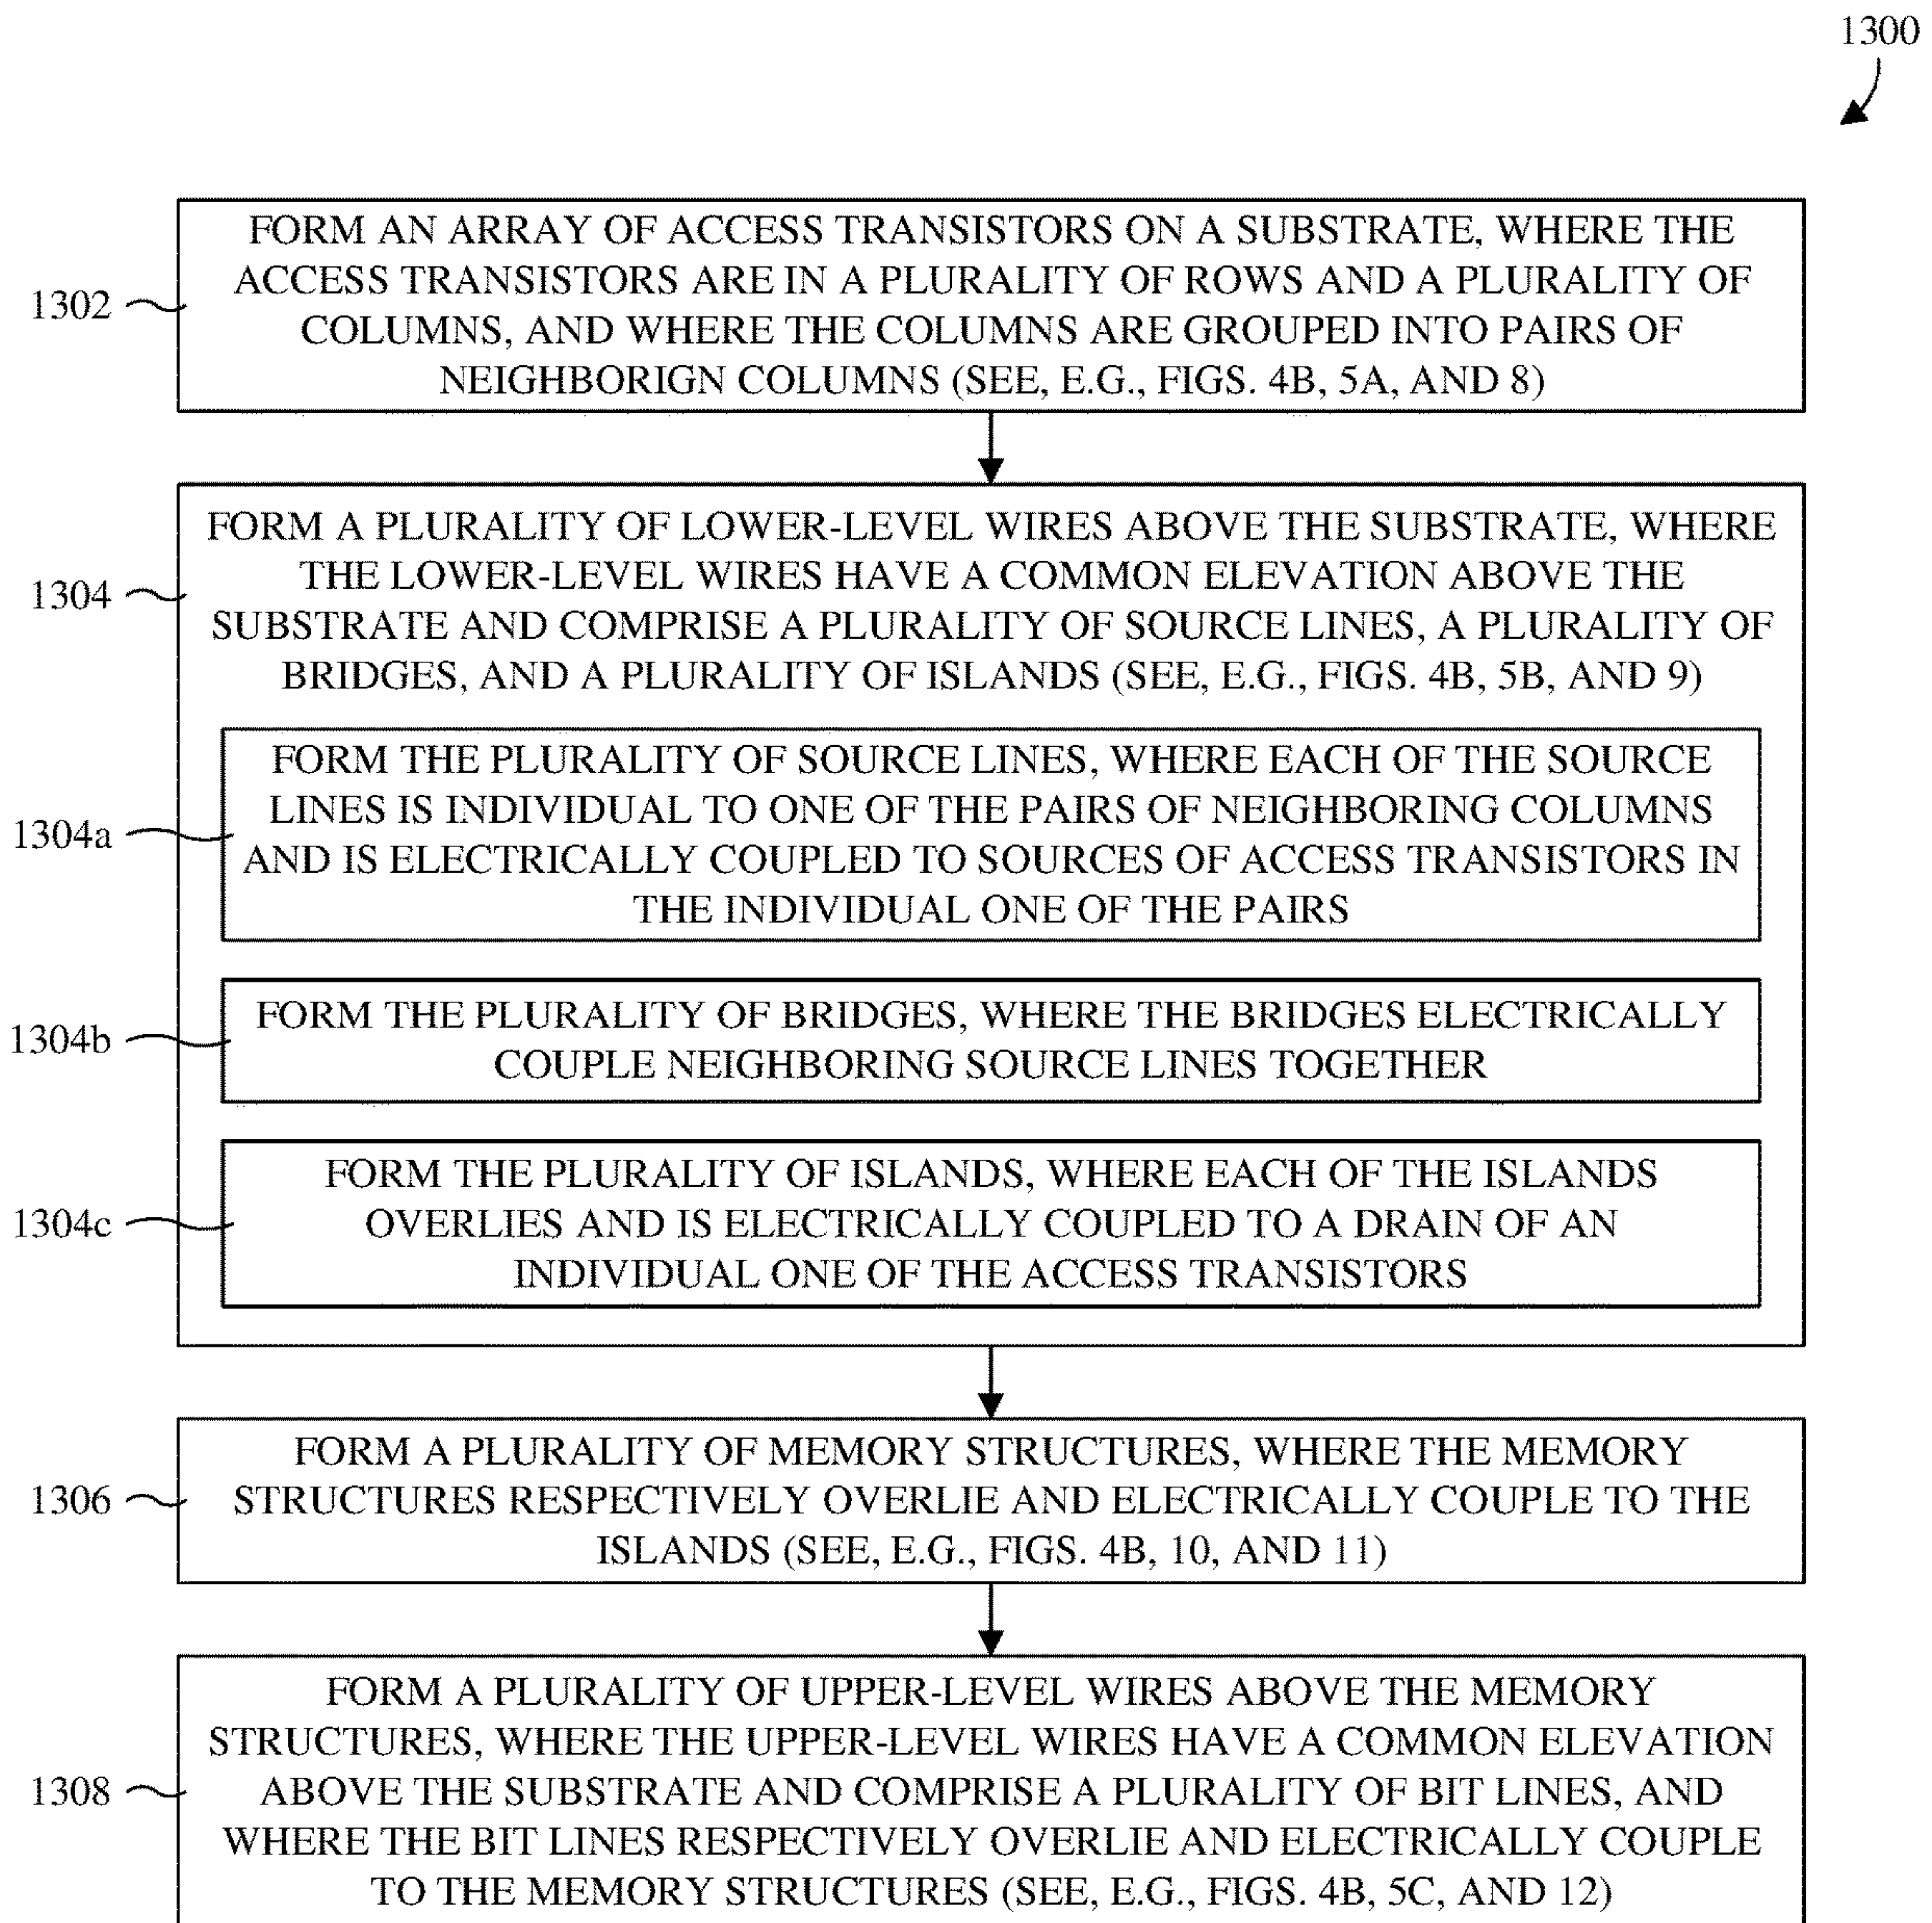 1300
FORM AN ARRAY OF ACCESS TRANSISTORS ON A SUBSTRATE, WHERE THE
ACCESS TRANSISTORS ARE IN A PLURALITY OF ROWS AND A PLURALITY OF
COLUMNS, AND WHERE THE COLUMNS ARE GROUPED INTO PAIRS OF
NEIGHBORIGN COLUMNS (SEE, E.G., FIGS. 4B, 5A, AND 8)
1302
FORM A PLURALITY OF LOWER-LEVEL WIRES ABOVE THE SUBSTRATE, WHERE
THE LOWER-LEVEL WIRES HAVE A COMMON ELEVATION ABOVE THE
SUBSTRATE AND COMPRISE A PLURALITY OF SOURCE LINES, A PLURALITY OF
BRIDGES, AND A PLURALITY OF ISLANDS (SEE, E.G., FIGS. 4B, 5B, AND 9)
1304
FORM THE PLURALITY OF SOURCE LINES, WHERE EACH OF THE SOURCE
LINES IS INDIVIDUAL TO ONE OF THE PAIRS OF NEIGHBORING COLUMNS
AND IS ELECTRICALLY COUPLED TO SOURCES OF ACCESS TRANSISTORS IN
THE INDIVIDUAL ONE OF THE PAIRS
1304a
FORM THE PLURALITY OF BRIDGES, WHERE THE BRIDGES ELECTRICALLY
COUPLE NEIGHBORING SOURCE LINES TOGETHER
1304b
FORM THE PLURALITY OF ISLANDS, WHERE EACH OF THE ISLANDS
OVERLIES AND IS ELECTRICALLY COUPLED TO A DRAIN OF AN
INDIVIDUAL ONE OF THE ACCESS TRANSISTORS
1304c
FORM A PLURALITY OF MEMORY STRUCTURES, WHERE THE MEMORY
STRUCTURES RESPECTIVELY OVERLIE AND ELECTRICALLY COUPLE TO THE
ISLANDS (SEE, E.G., FIGS. 4B, 10, AND 11)
1306
FORM A PLURALITY OF UPPER-LEVEL WIRES ABOVE THE MEMORY
STRUCTURES, WHERE THE UPPER-LEVEL WIRES HAVE A COMMON ELEVATION
ABOVE THE SUBSTRATE AND COMPRISE A PLURALITY OF BIT LINES, AND
WHERE THE BIT LINES RESPECTIVELY OVERLIE AND ELECTRICALLY COUPLE
TO THE MEMORY STRUCTURES (SEE, E.G., FIGS. 4B, 5C, AND 12)
1308